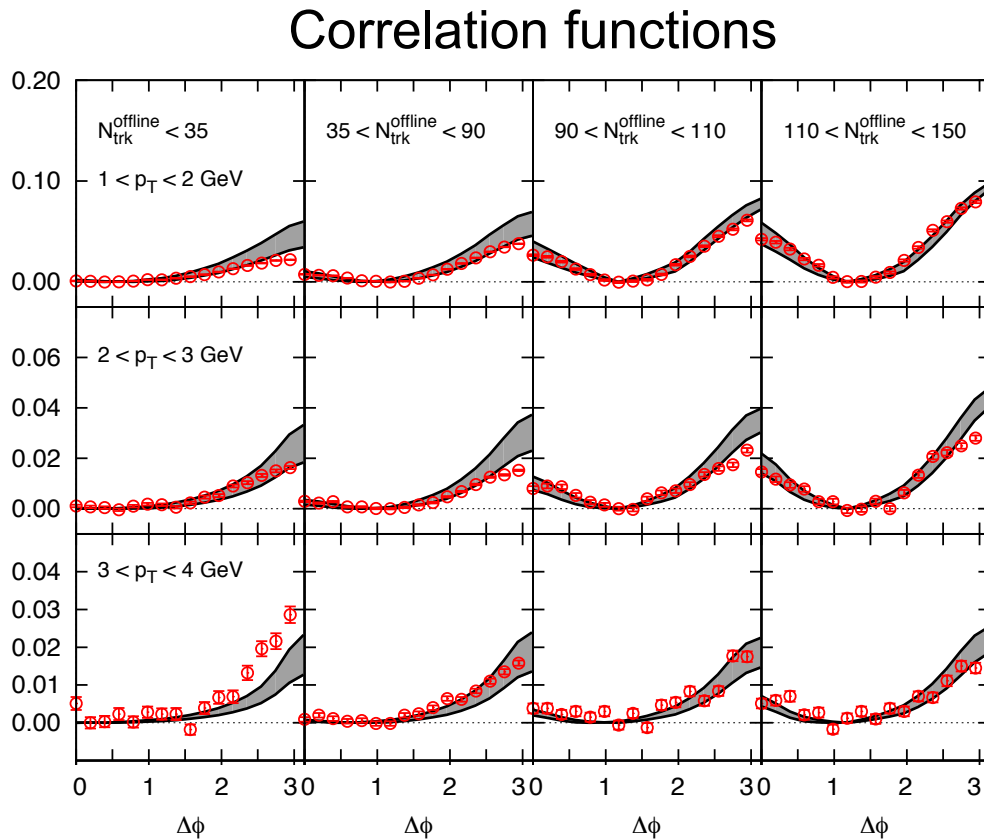 Correlation functions
0.20
N_trk^offline < 35
35 < N_trk^offline < 90
90 < N_trk^offline < 110
110 < N_trk^offline < 150
0.10
1 < p_T < 2 GeV
0.00
0.06
2 < p_T < 3 GeV
0.04
0.02
0.00
0.04
3 < p_T < 4 GeV
0.03
0.02
0.01
0.00
0 1 2 3 0 1 2 3 0 1 2 3 0 1 2 3
Δϕ Δϕ Δϕ Δϕ